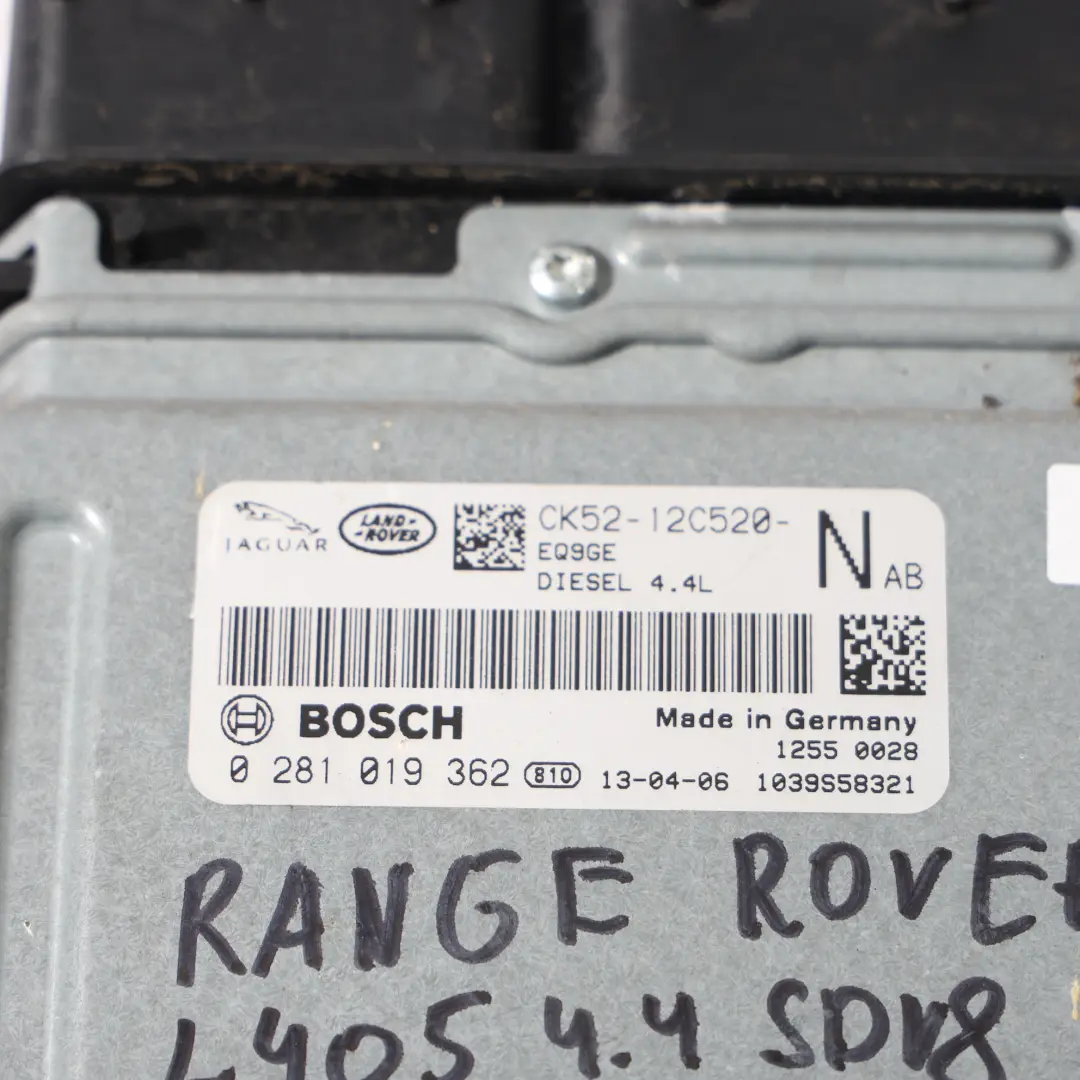 JAGUAR
LAND-
-ROVER
CK52-12C520-
N AB
EQ9GE
DIESEL 4.4L
BOSCH
Made in Germany
1255 0028
0 281 019 362 810 13-04-06 1039S58321
RANGE ROVER
L405 4.4 SDV8